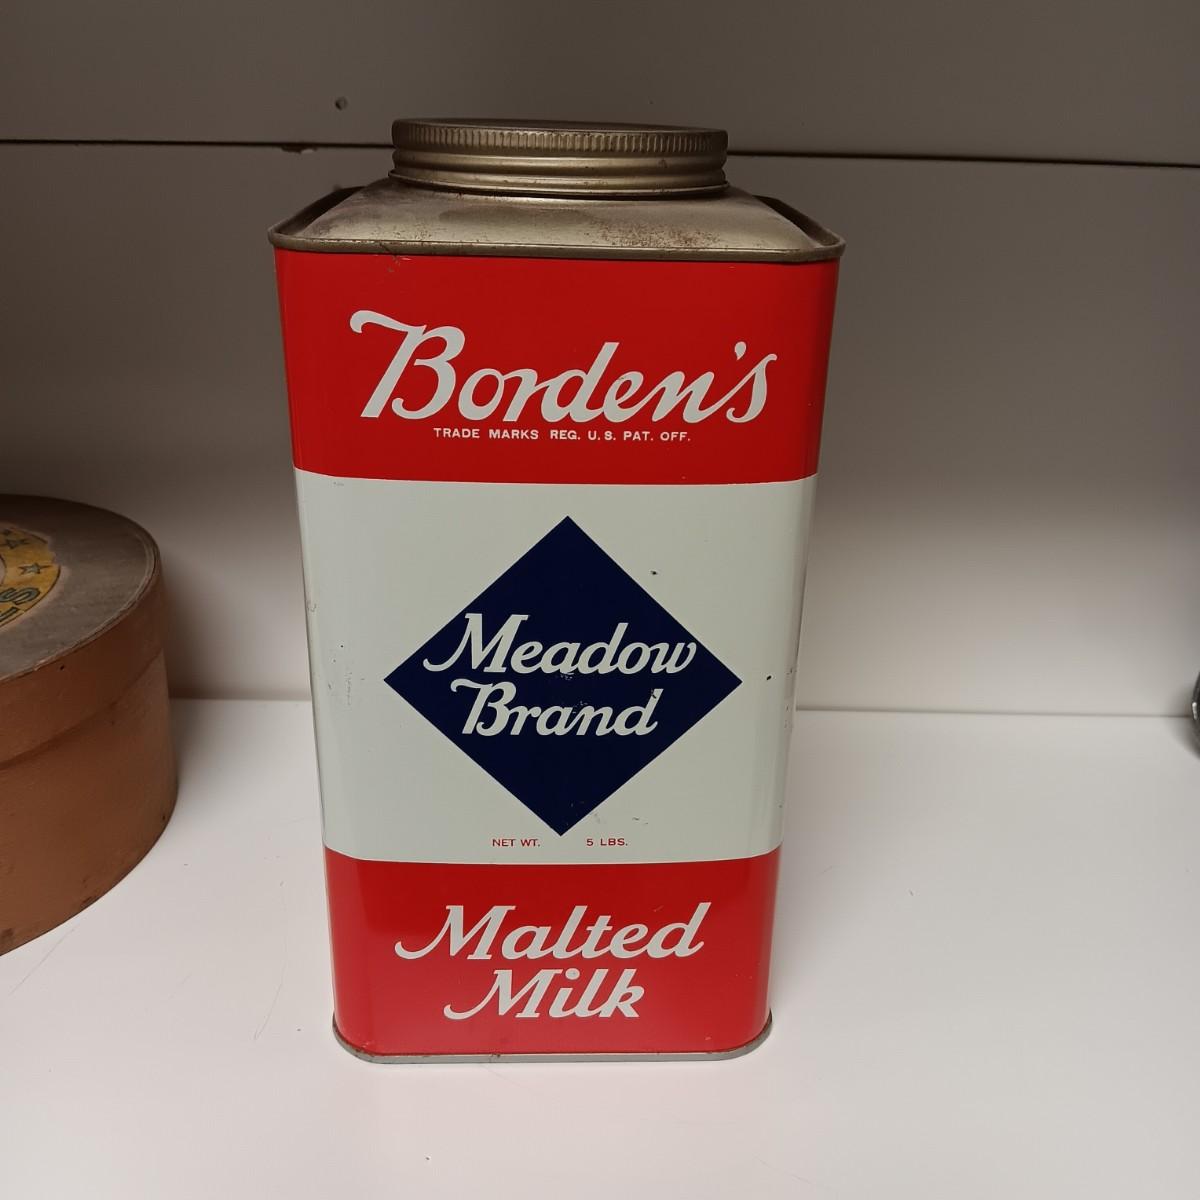 Borden's
TRADE MARKS REG. U.S. PAT. OFF.
Meadow
Brand
NET WT. 5 LBS.
Malted
Milk